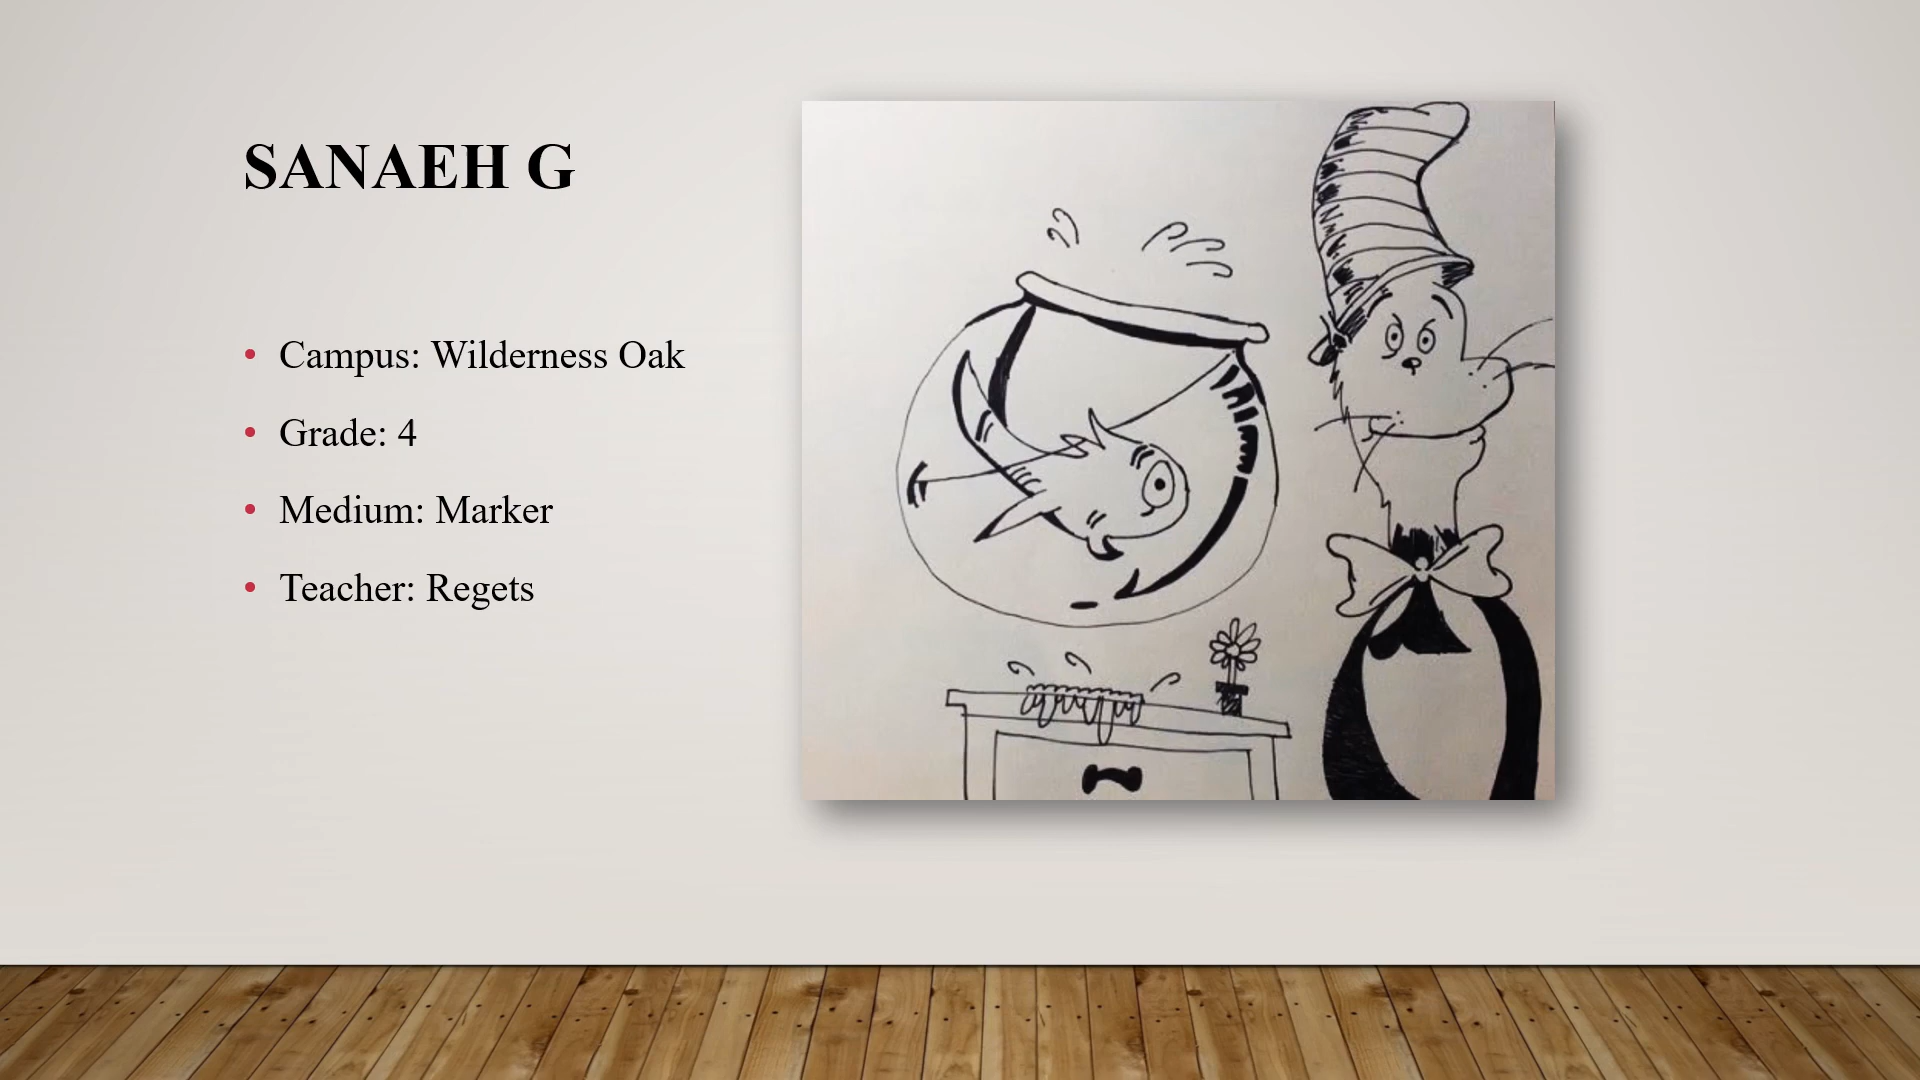 SANAEH G
• Campus: Wilderness Oak
• Grade: 4
• Medium: Marker
• Teacher: Regets